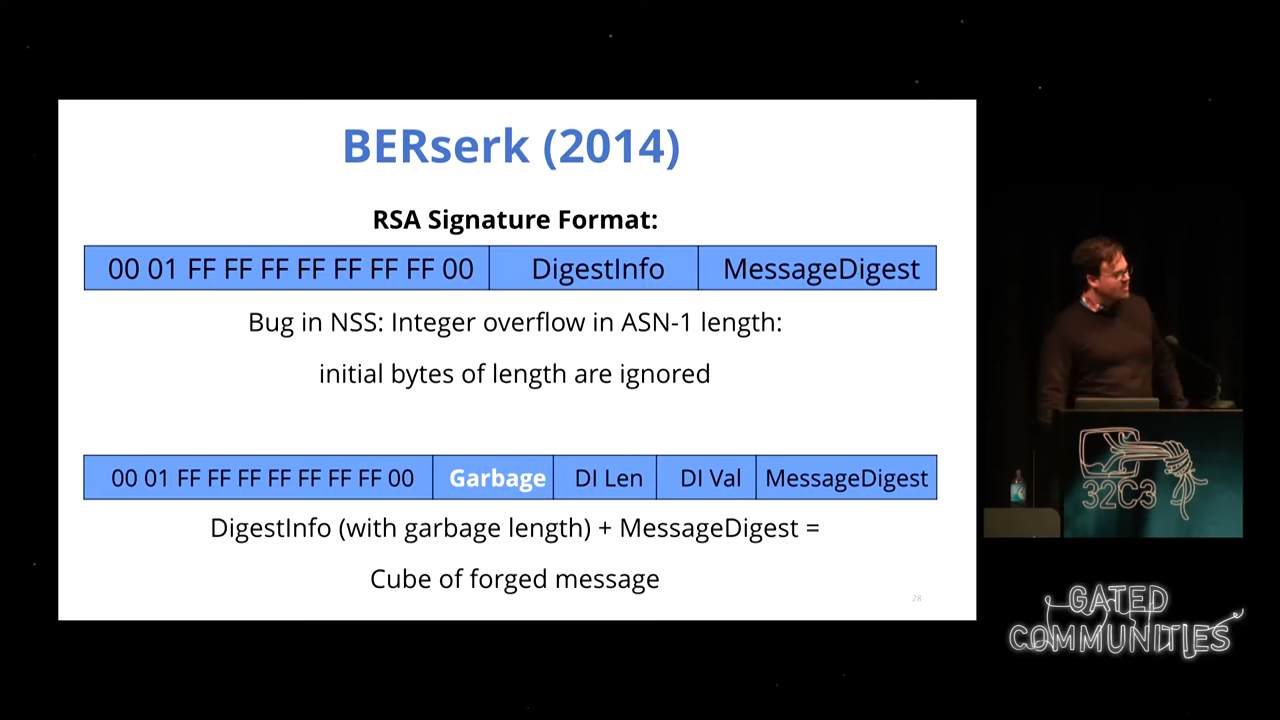 BERserk (2014)
RSA Signature Format:
00 01 FF FF FF FF FF FF FF 00 DigestInfo MessageDigest
Bug in NSS: Integer overflow in ASN-1 length:
initial bytes of length are ignored
00 01 FF FF FF FF FF FF FF 00 Garbage DI Len DI Val MessageDigest
DigestInfo (with garbage length) + MessageDigest =
Cube of forged message
28
32C3
GATED
COMMUNITIES